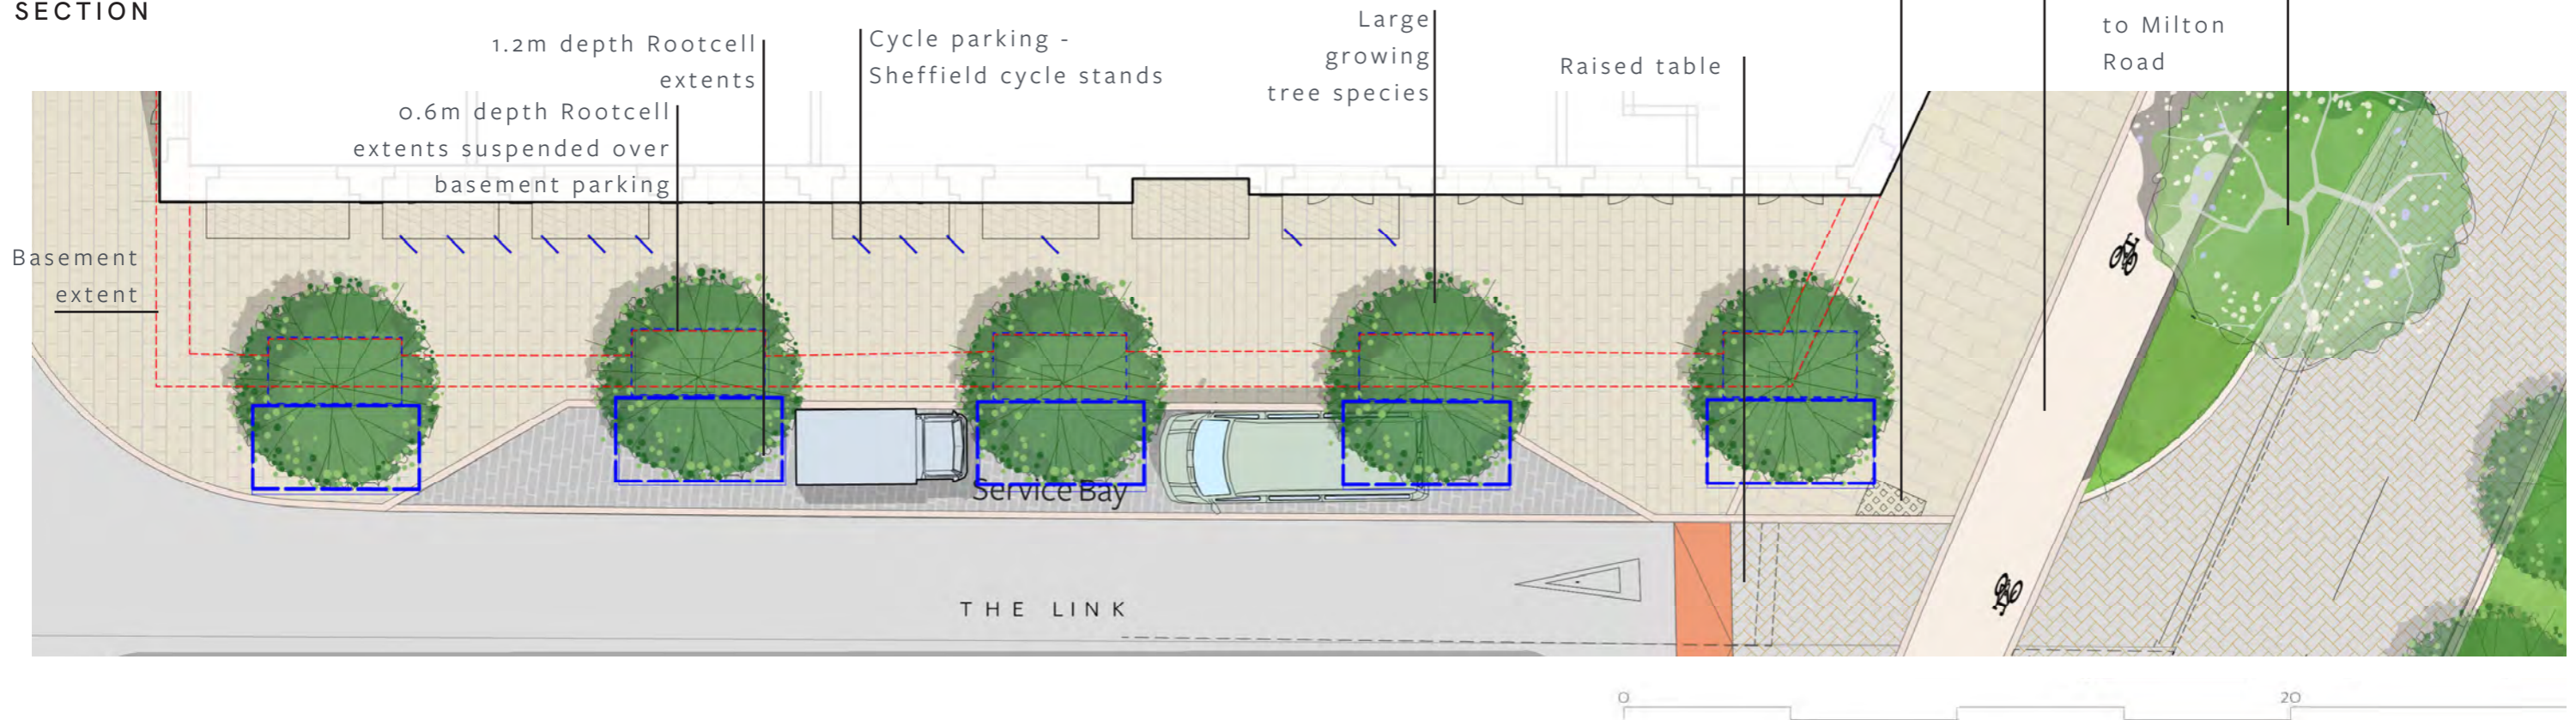 SECTION
1.2m depth Rootcell
extents
0.6m depth Rootcell
extents suspended over
basement parking
Cycle parking -
Sheffield cycle stands
Large
growing
tree species
Raised table
to Milton
Road
Basement
extent
Service Bay
THE LINK
0
20